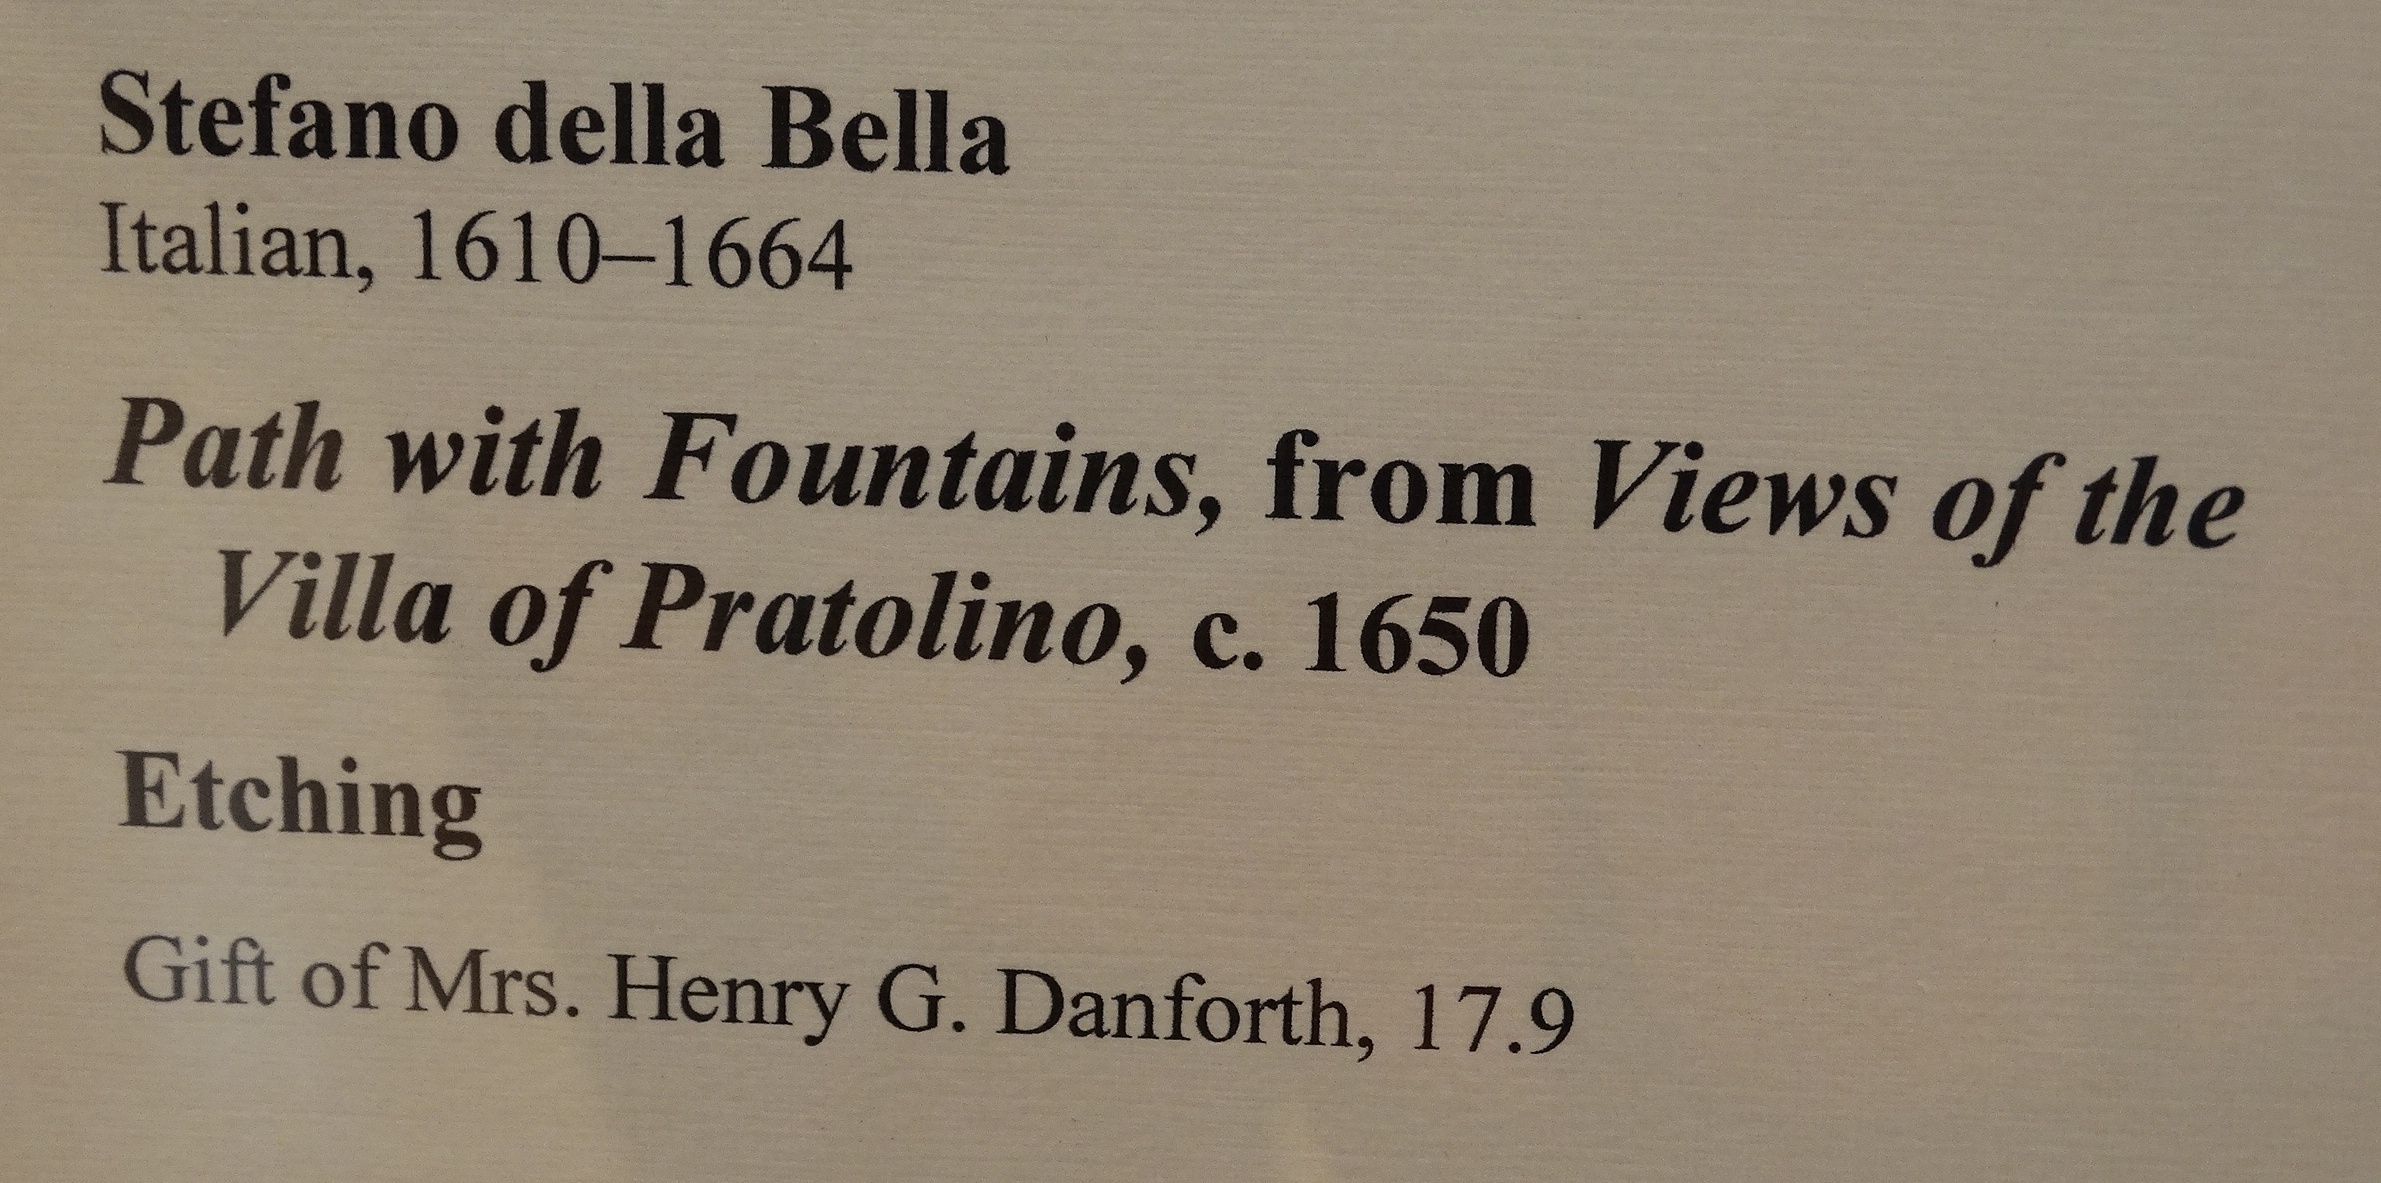 Stefano della Bella
Italian, 1610–1664
Path with Fountains, from Views of the
Villa of Pratolino, c. 1650
Etching
Gift of Mrs. Henry G. Danforth, 17.9